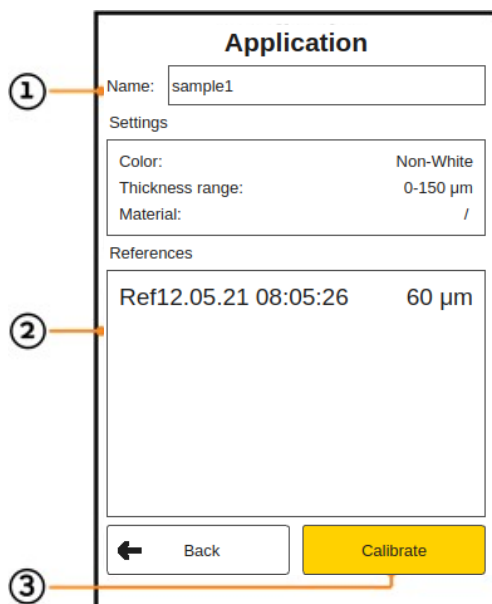 Application
① Name: sample1
Settings
Color: Non-White
Thickness range: 0-150 µm
Material: /
References
② Ref12.05.21 08:05:26 60 µm
Back Calibrate
③